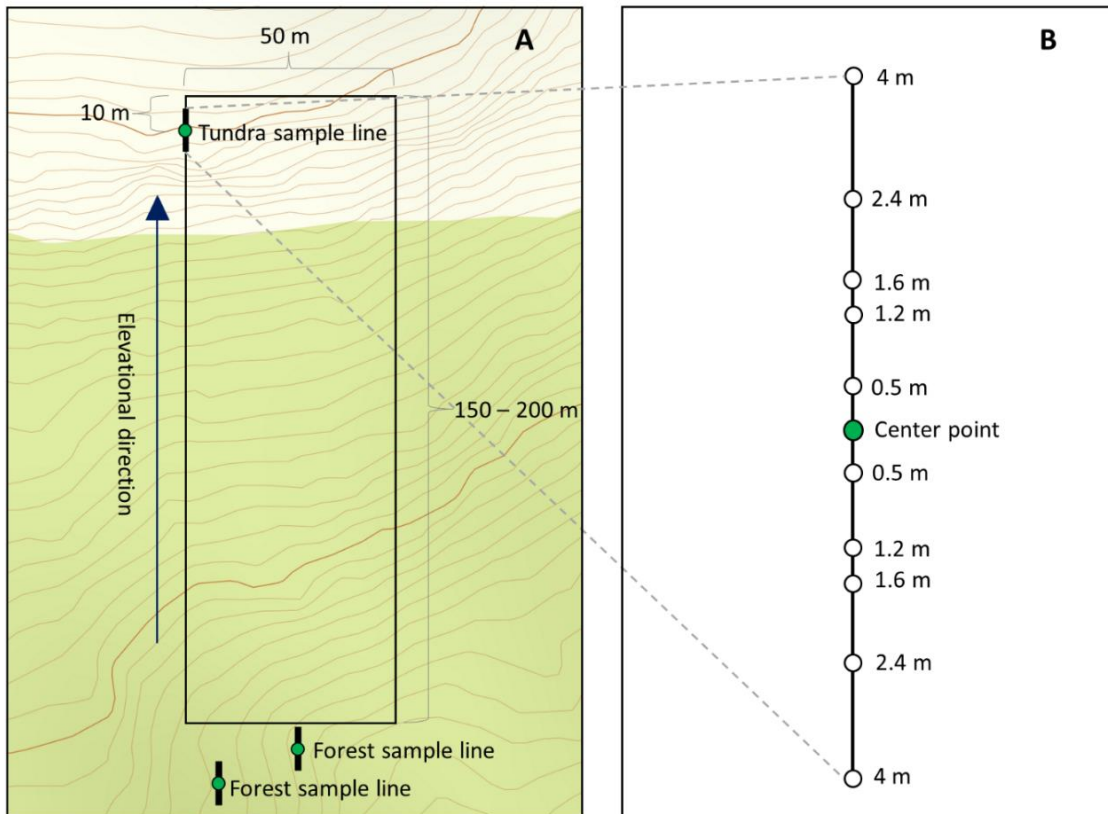 A
50 m
10 m
Tundra sample line
Elevational direction
150 – 200 m
Forest sample line
Forest sample line
B
4 m
2.4 m
1.6 m
1.2 m
0.5 m
Center point
0.5 m
1.2 m
1.6 m
2.4 m
4 m